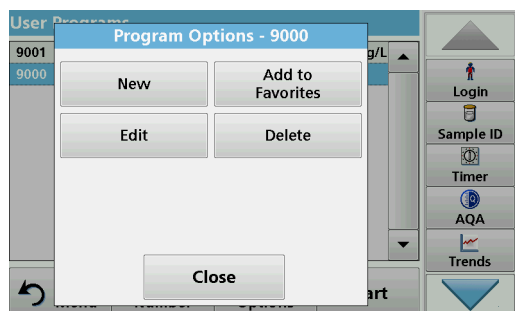 User Programs
Program Options - 9000
9001
g/L
9000
New
Add to
Favorites
Edit
Delete
Close
Login
Sample ID
Timer
AQA
Trends